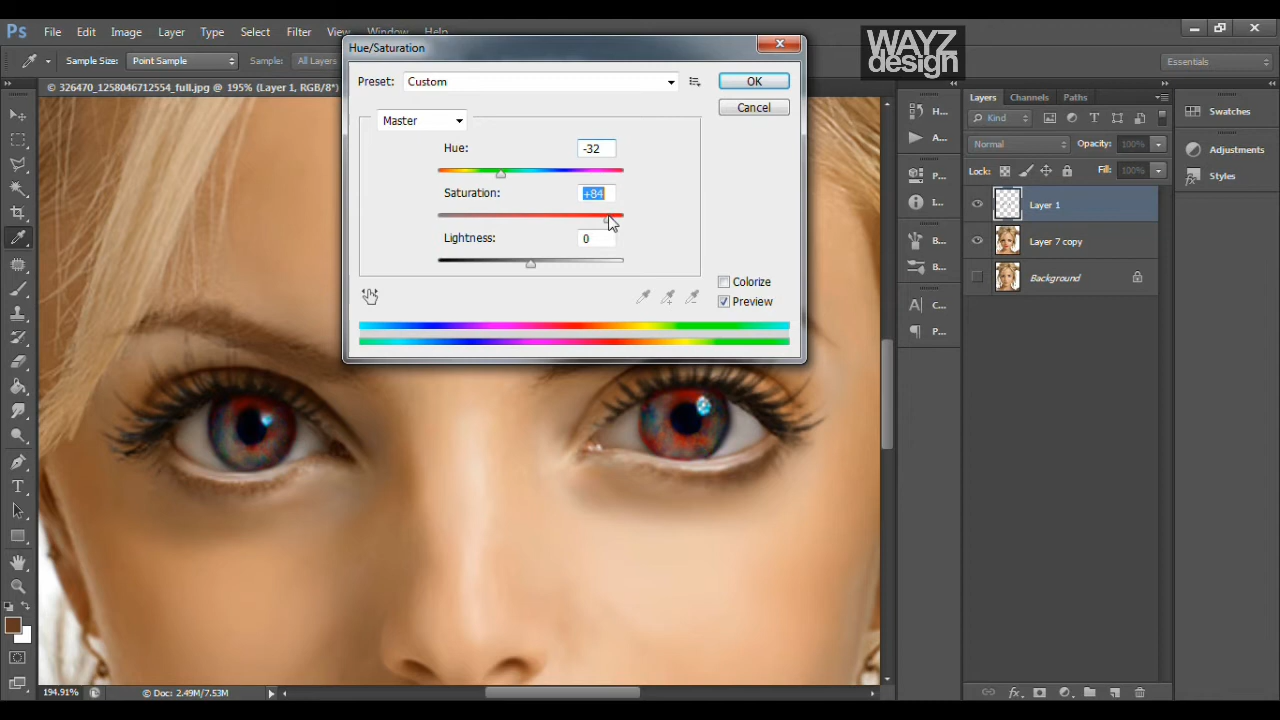 Ps File Edit Image Layer Type Select Filter View Window Help
WAYZ
design
Sample Size: Point Sample Sample: All Layers
Essentials
© 326470_1258046712554_full.jpg @ 195% (Layer 1, RGB/8*)
Hue/Saturation
Preset: Custom
OK
Cancel
Master
Hue: -32
Saturation: +84
Lightness: 0
Colorize
Preview
H...
A...
P...
I...
B...
B...
C...
P...
Layers Channels Paths
Kind
Normal Opacity: 100%
Lock: Fill: 100%
Layer 1
Layer 7 copy
Background
Swatches
Adjustments
Styles
194.91% © Doc: 2.49M/7.53M